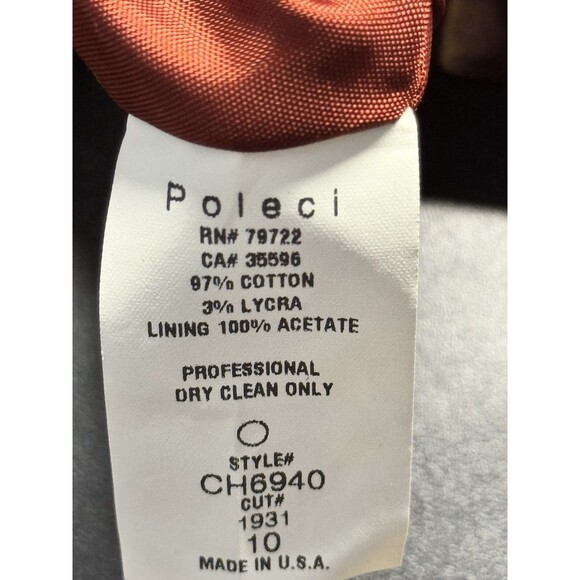 Poleci
RN# 79722
CA# 35596
97% COTTON
3% LYCRA
LINING 100% ACETATE
PROFESSIONAL
DRY CLEAN ONLY
STYLE#
CH6940
CUT#
1931
10
MADE IN U.S.A.